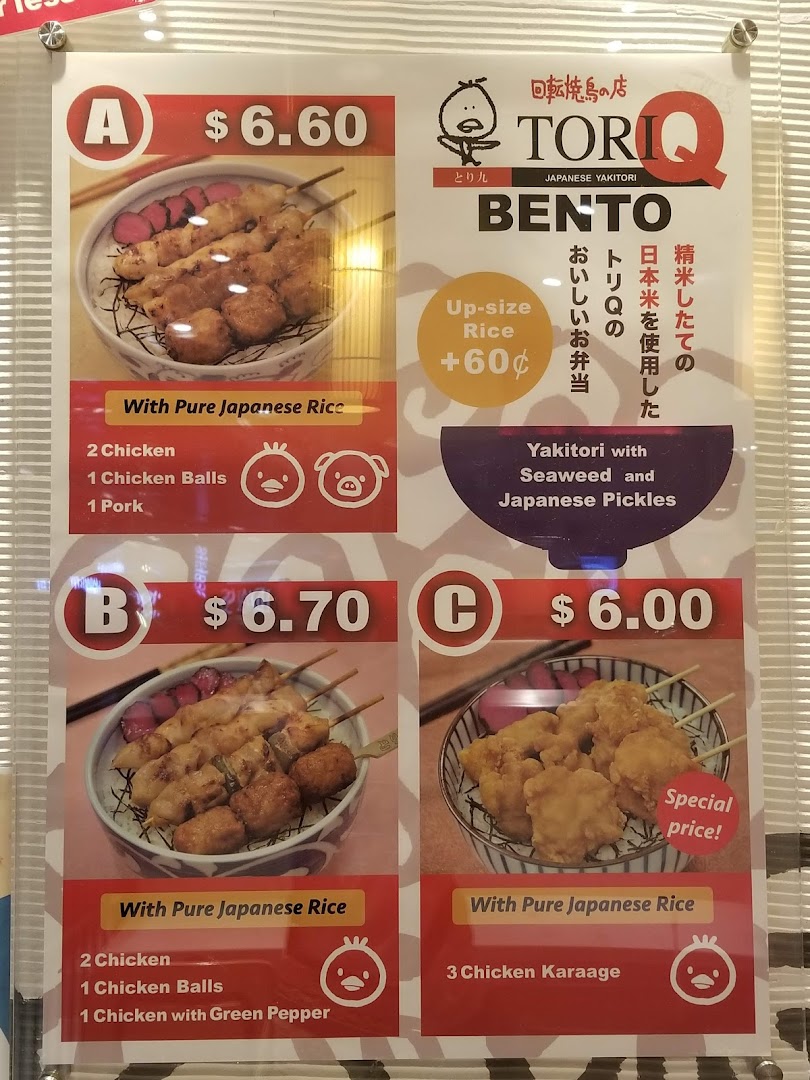 A
$ 6.60
With Pure Japanese Rice
2 Chicken
1 Chicken Balls
1 Pork
回転焼鳥の店
TORIQ
とり九
JAPANESE YAKITORI
BENTO
精米したての
日本米を使用した
トリQの
おいしいお弁当
Up-size
Rice
+60¢
Yakitori with
Seaweed and
Japanese Pickles
B
$ 6.70
With Pure Japanese Rice
2 Chicken
1 Chicken Balls
1 Chicken with Green Pepper
C
$ 6.00
Special
price!
With Pure Japanese Rice
3 Chicken Karaage